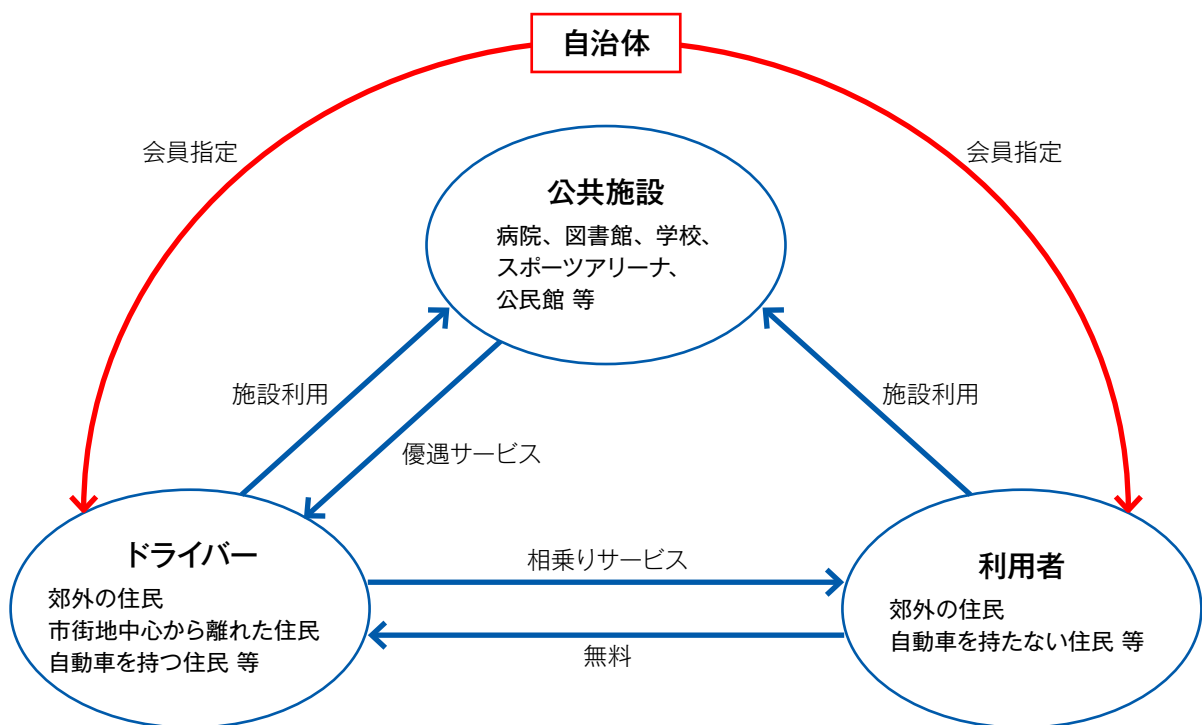 自治体
会員指定
会員指定
公共施設
病院、図書館、学校、
スポーツアリーナ、
公民館 等
施設利用
施設利用
優遇サービス
ドライバー
郊外の住民
市街地中心から離れた住民
自動車を持つ住民 等
相乗りサービス
無料
利用者
郊外の住民
自動車を持たない住民 等